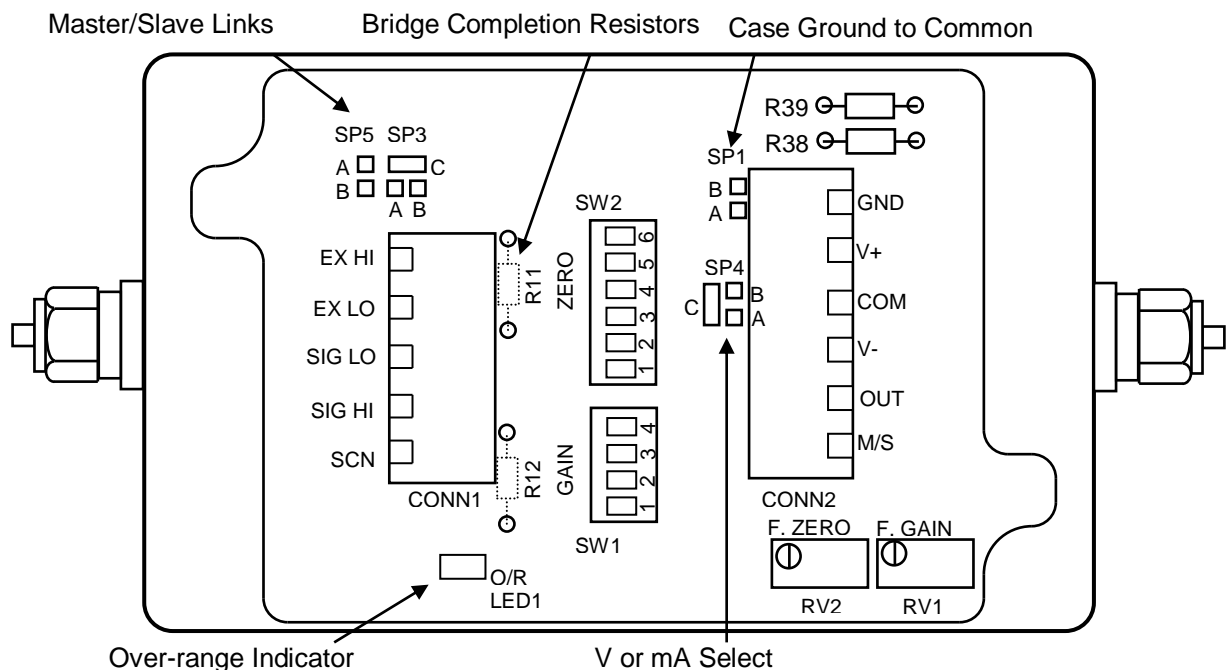 Master/Slave Links
Bridge Completion Resistors
Case Ground to Common
R39
R38
SP5
SP3
A
C
B
A B
SP1
B
A
GND
V+
COM
V-
OUT
M/S
CONN2
SP4
B
C
A
SW2
ZERO
6
5
4
3
2
1
R11
EX HI
EX LO
SIG LO
SIG HI
SCN
CONN1
R12
GAIN
4
3
2
1
SW1
F. ZERO
F. GAIN
RV2
RV1
O/R
LED1
Over-range Indicator
V or mA Select